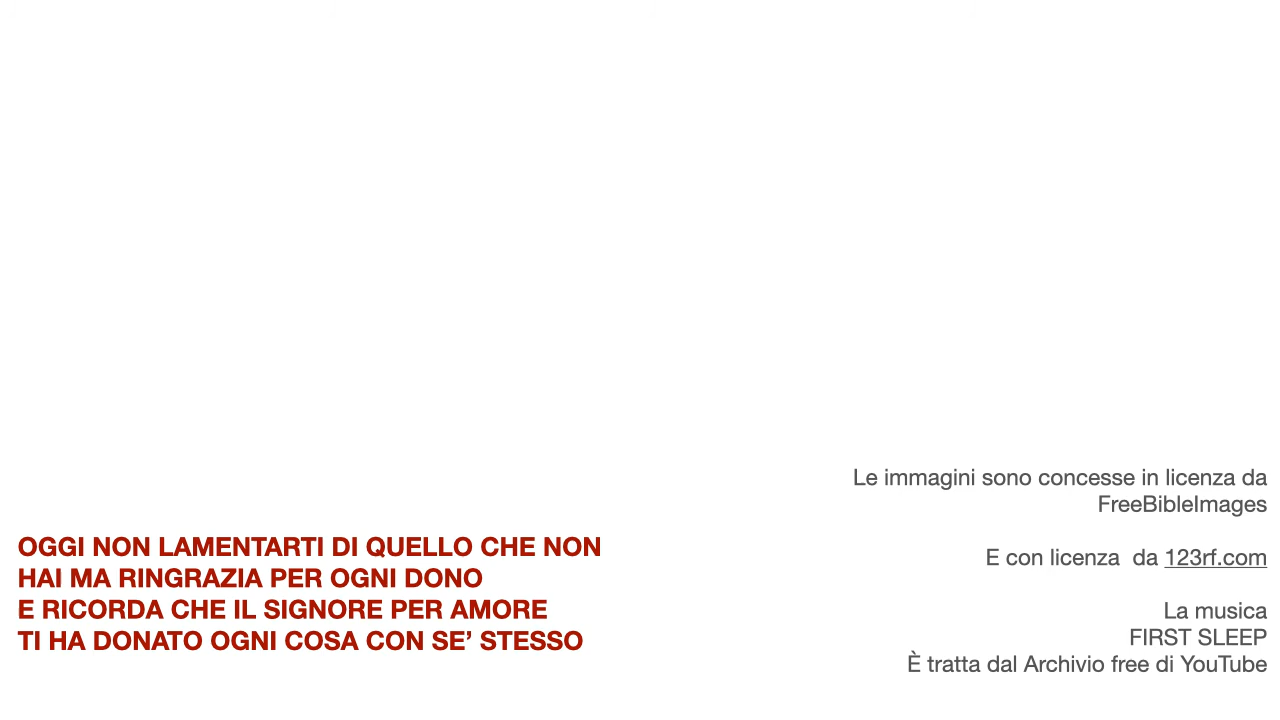 OGGI NON LAMENTARTI DI QUELLO CHE NON
HAI MA RINGRAZIA PER OGNI DONO
E RICORDA CHE IL SIGNORE PER AMORE
TI HA DONATO OGNI COSA CON SE’ STESSO
Le immagini sono concesse in licenza da
FreeBibleImages
E con licenza  da 123rf.com
La musica
FIRST SLEEP
È tratta dal Archivio free di YouTube